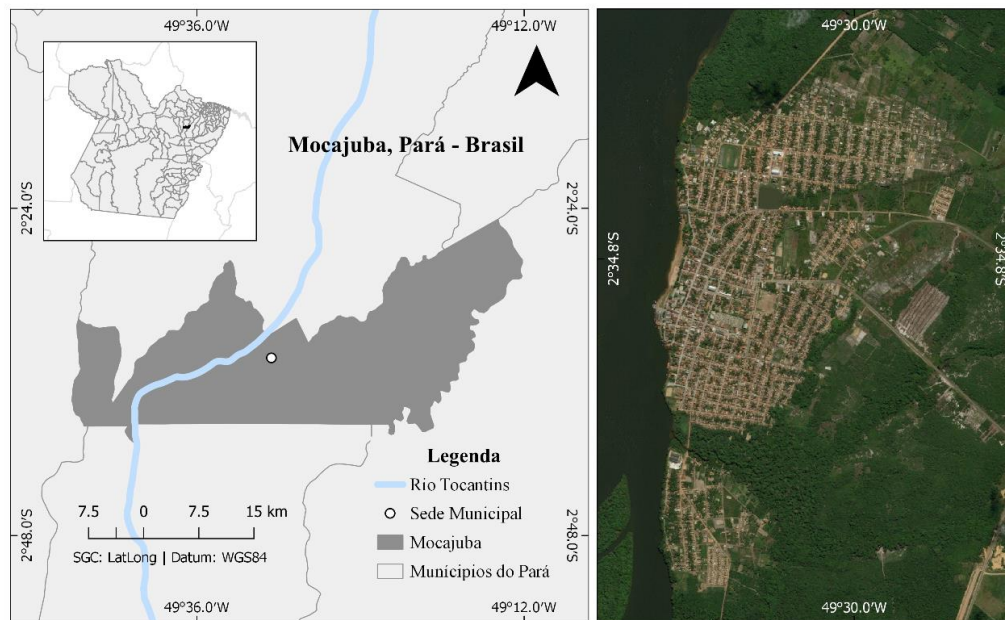 49°36.0'W
49°12.0'W
Mocajuba, Pará - Brasil
2°24.0'S
2°24.0'S
2°48.0'S
2°48.0'S
Legenda
Rio Tocantins
Sede Municipal
Mocajuba
Municípios do Pará
7.5 0 7.5 15 km
SGC: LatLong | Datum: WGS84
49°36.0'W
49°12.0'W
49°30.0'W
2°34.8'S
2°34.8'S
49°30.0'W